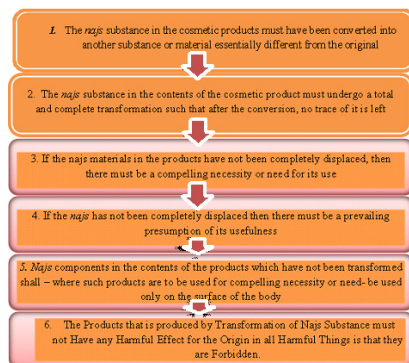 1. The najs substance in the cosmetic products must have been converted into
another substance or material essentially different from the original
2. The najs substance in the contents of the cosmetic product must undergo a total
and complete transformation such that after the conversion, no trace of it is left
3. If the najs materials in the products have not been completely displaced, then
there must be a compelling necessity or need for its use
4. If the najs has not been completely displaced then there must be a prevailing
presumption of its usefulness
5. Najs components in the contents of the products which have not been transformed
shall – where such products are to be used for compelling necessity or need- be used
only on the surface of the body
6. The Products that is produced by Transformation of Najs Substance must
not Have any Harmful Effect for the Origin in all Harmful Things is that they
are Forbidden.